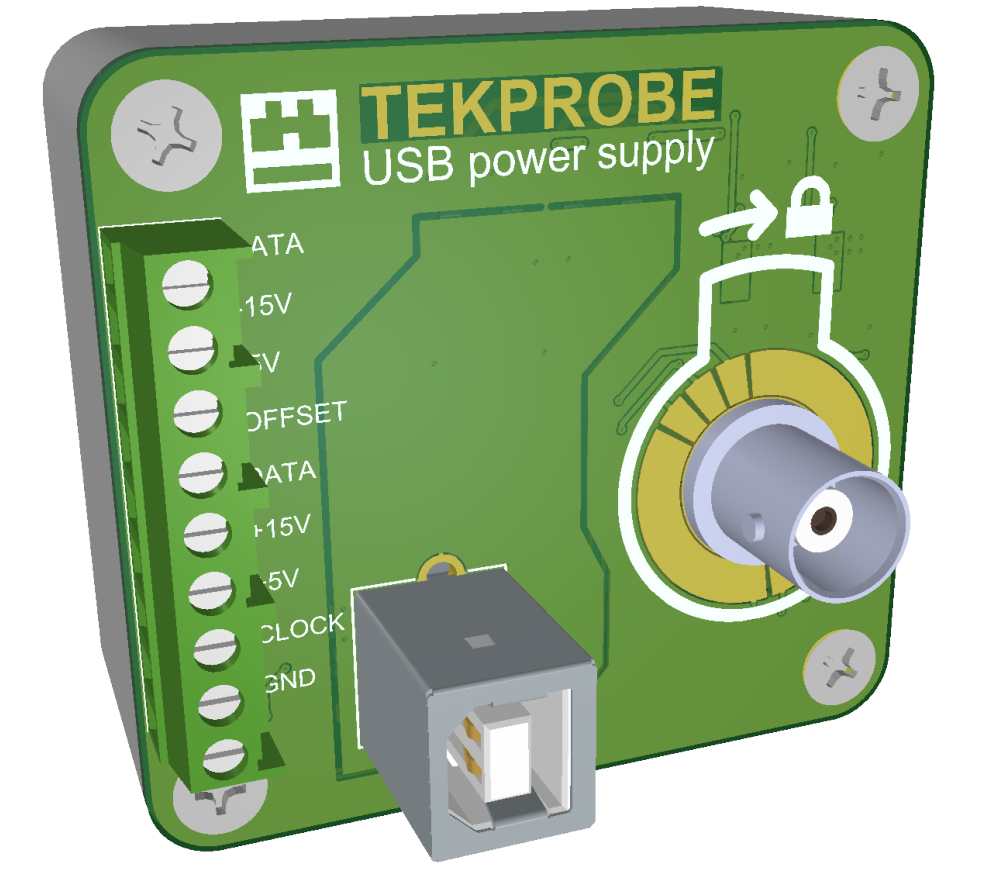 TEKPROBE
USB power supply
ATA
15V
5V
OFFSET
DATA
+15V
5V
CLOCK
GND